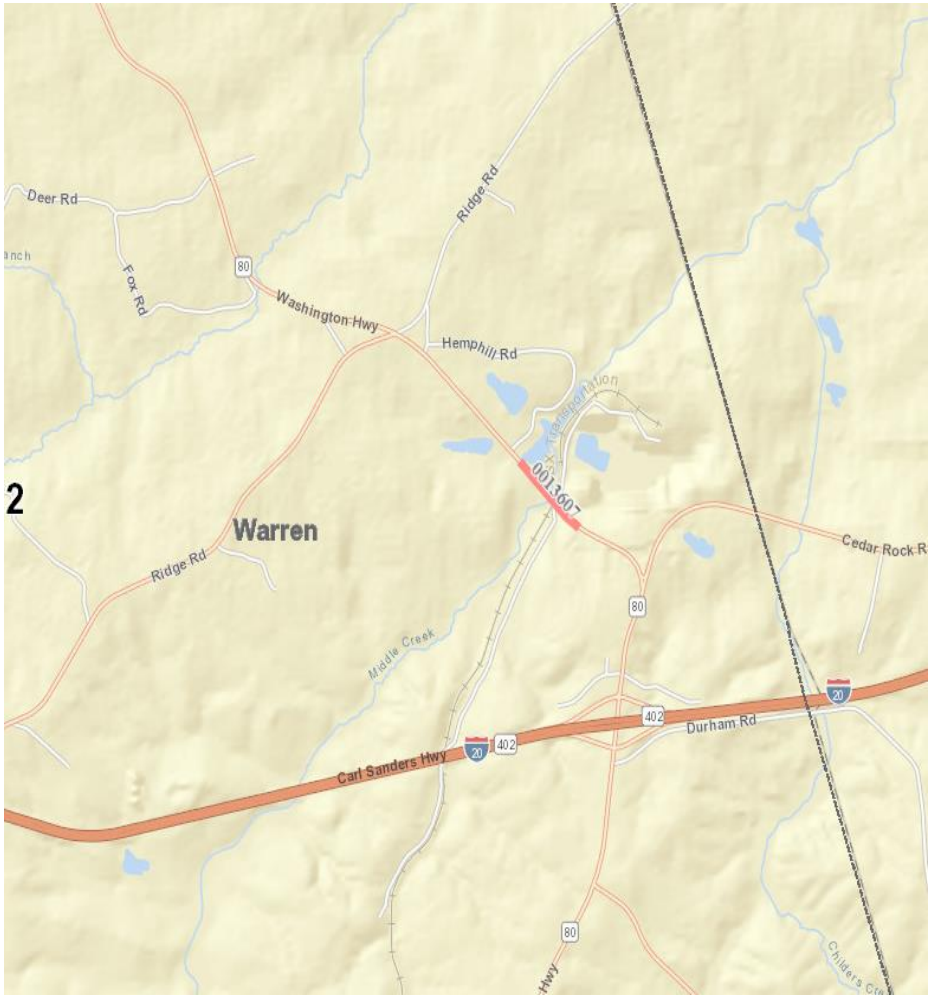 Deer Rd
Ridge Rd
anch
80
Fox Rd
Washington Hwy
Hemphill Rd
Transportation
0013607
2
Warren
Cedar Rock R
Ridge Rd
80
Middle Creek
20
402
402
Durham Rd
20
Carl Sanders Hwy
80
Hwy
Childers